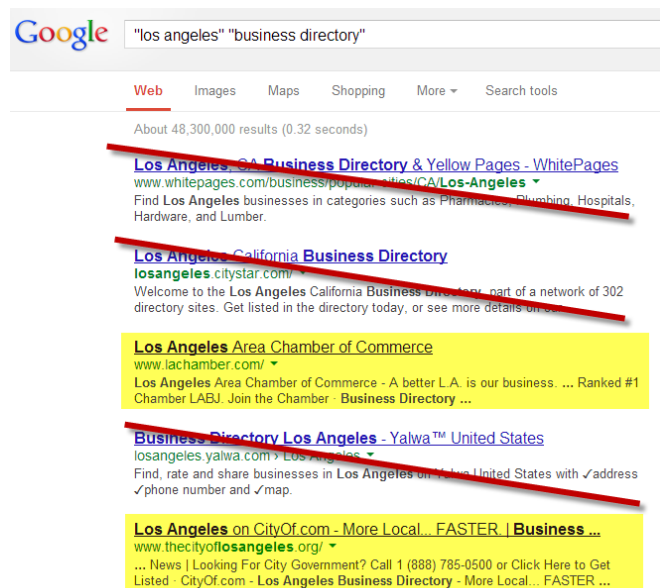 Google "los angeles" "business directory"
Web Images Maps Shopping More Search tools
About 48,300,000 results (0.32 seconds)
Los Angeles, CA Business Directory & Yellow Pages - WhitePages
www.whitepages.com/business/popular-cities/CA/Los-Angeles
Find Los Angeles businesses in categories such as Pharmacies, Plumbing, Hospitals,
Hardware, and Lumber.
Los Angeles California Business Directory
losangeles.citystar.com/
Welcome to the Los Angeles California Business Directory, part of a network of 302
directory sites. Get listed in the directory today, or see more details on our
Los Angeles Area Chamber of Commerce
www.lachamber.com/
Los Angeles Area Chamber of Commerce - A better L.A. is our business. ... Ranked #1
Chamber LABJ. Join the Chamber · Business Directory ...
Business Directory Los Angeles - Yalwa™ United States
losangeles.yalwa.com › Los Angeles
Find, rate and share businesses in Los Angeles on Yalwa United States with ✓address
✓phone number and ✓map.
Los Angeles on CityOf.com - More Local... FASTER. | Business ...
www.thecityoflosangeles.org/
... News | Looking For City Government? Call 1 (888) 785-0500 or Click Here to Get
Listed · CityOf.com - Los Angeles Business Directory - More Local... FASTER ...